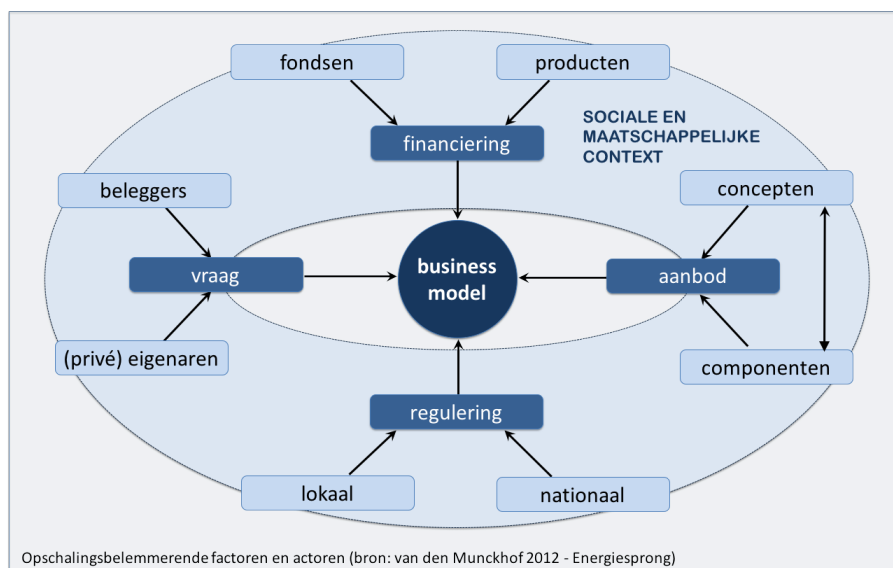 fondsen
producten
SOCIALE EN
MAATSCHAPPELIJKE
CONTEXT
financiering
beleggers
concepten
vraag
business
model
aanbod
(privé) eigenaren
componenten
regulering
lokaal
nationaal
Opschalingsbelemmerende factoren en actoren (bron: van den Munckhof 2012 - Energiesprong)